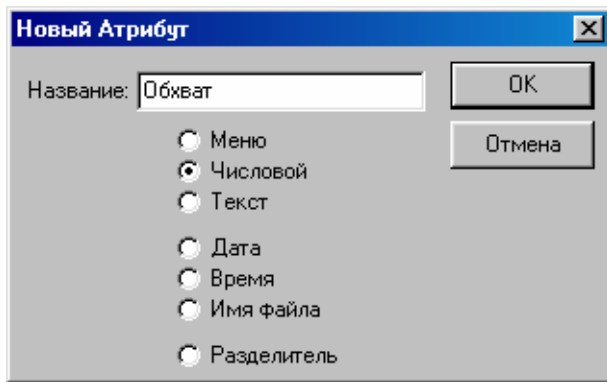 Новый Атрибут
Название: Обхват
OK
Меню
Отмена
Числовой
Текст
Дата
Время
Имя файла
Разделитель